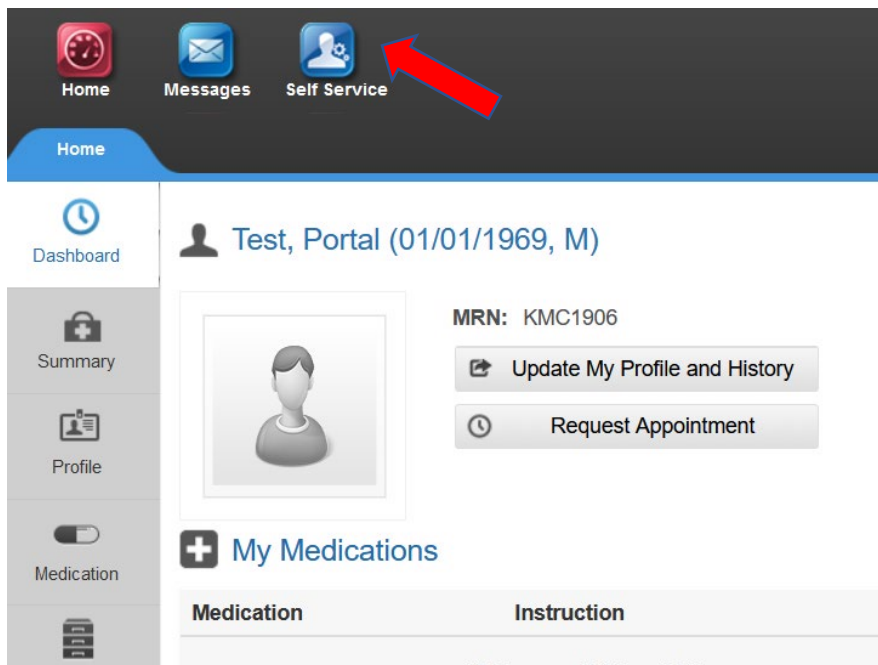 Home Messages Self Service
Home
Dashboard
Test, Portal (01/01/1969, M)
Summary
MRN: KMC1906
Update My Profile and History
Request Appointment
Profile
Medication
My Medications
Medication Instruction